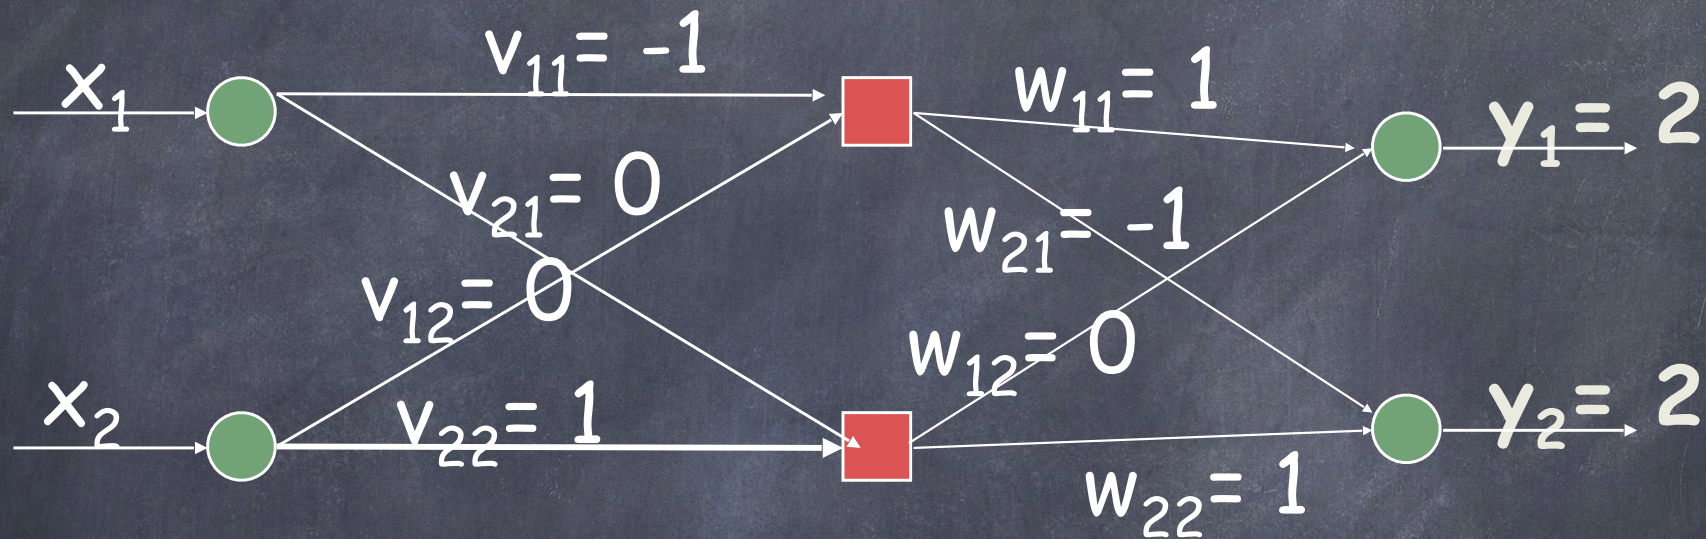 x₁
v₁₁= -1
w₁₁= 1
y₁= 2
v₂₁= 0
w₂₁= -1
v₁₂= 0
w₁₂= 0
x₂
v₂₂= 1
y₂= 2
w₂₂= 1